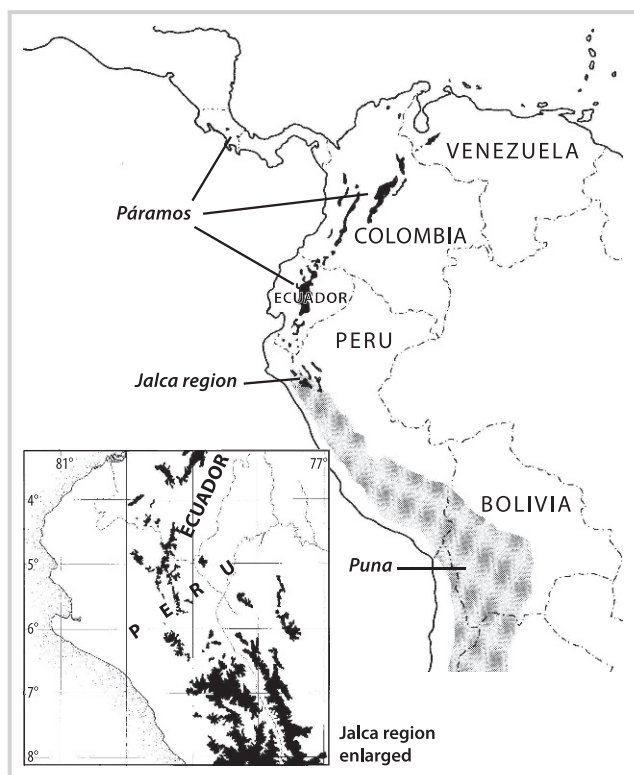 VENEZUELA
Páramos
COLOMBIA
ECUADOR
PERU
Jalca region
BOLIVIA
Puna
81°
77°
4°
5°
6°
7°
8°
ECUADOR
PERU
Jalca region
enlarged